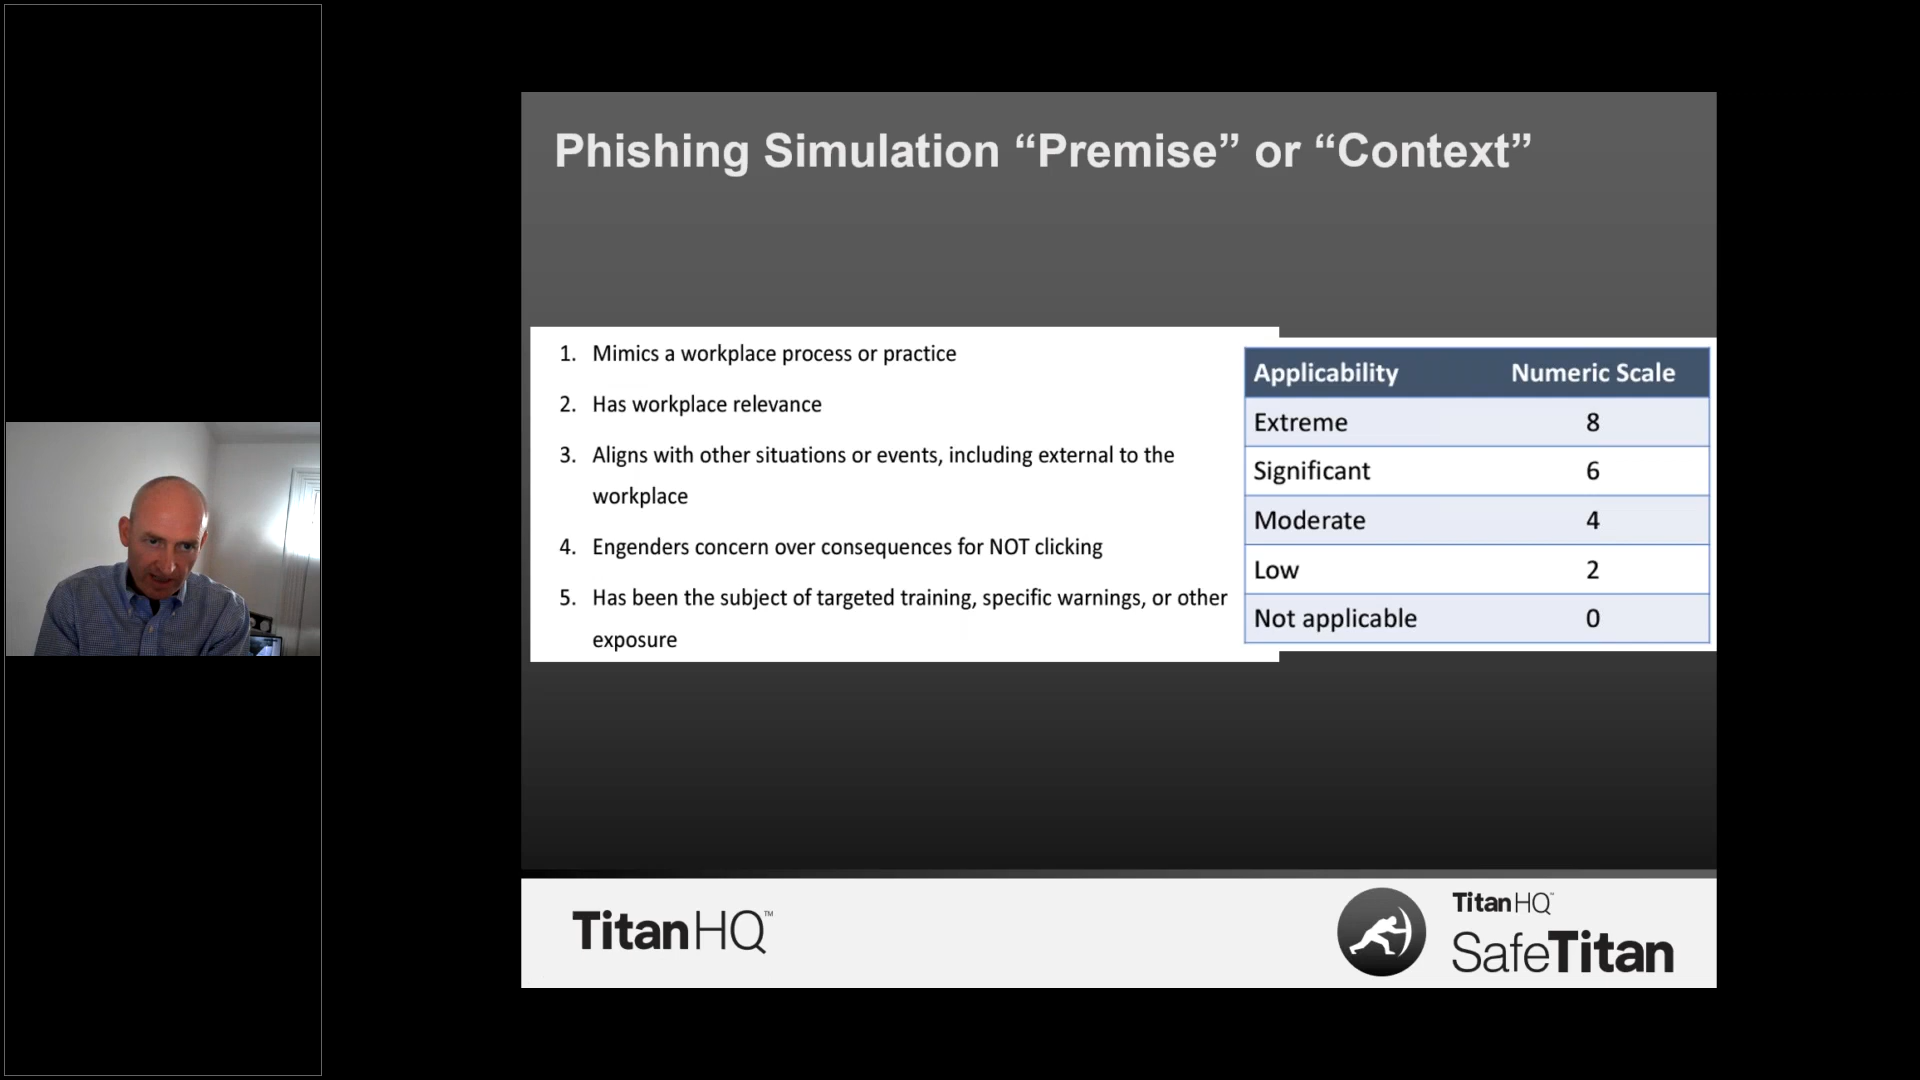 Phishing Simulation “Premise” or “Context”
1. Mimics a workplace process or practice
2. Has workplace relevance
3. Aligns with other situations or events, including external to the
workplace
4. Engenders concern over consequences for NOT clicking
5. Has been the subject of targeted training, specific warnings, or other
exposure
Applicability Numeric Scale
Extreme 8
Significant 6
Moderate 4
Low 2
Not applicable 0
TitanHQ™
TitanHQ™
SafeTitan